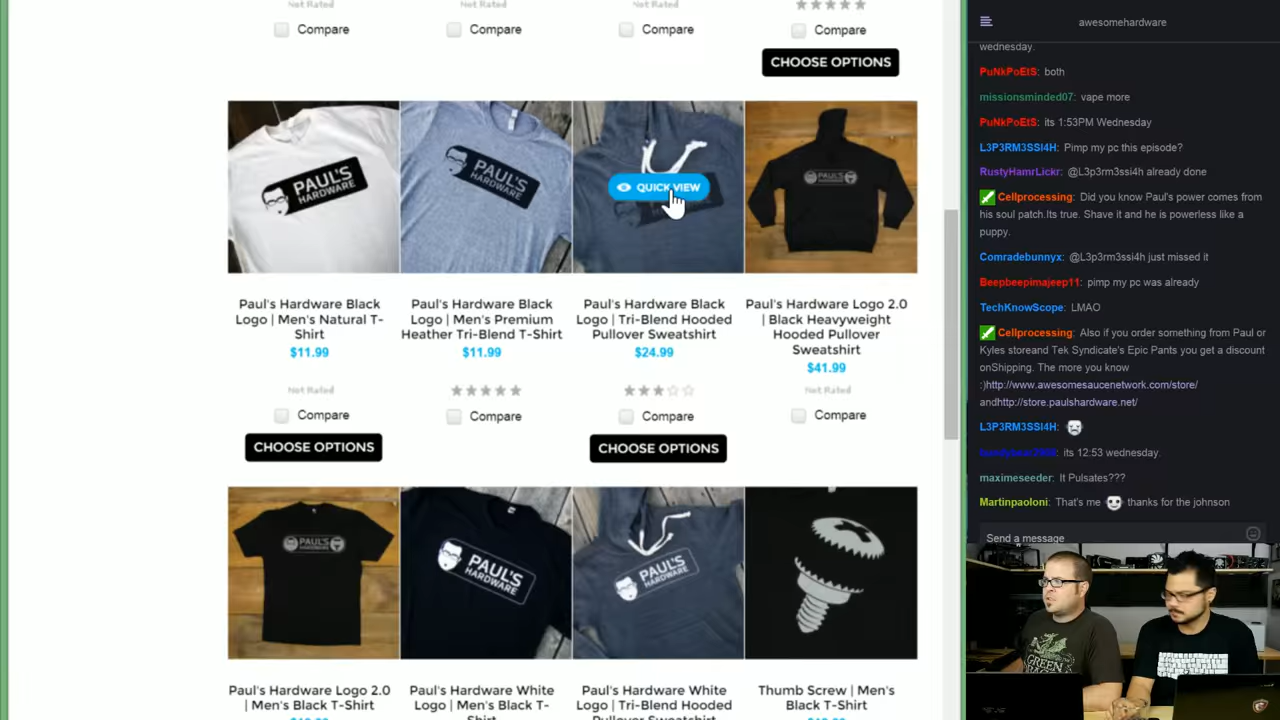 Not Rated
Not Rated
Not Rated
Compare
Compare
Compare
Compare
CHOOSE OPTIONS
PAUL'S
HARDWARE
PAUL'S
HARDWARE
QUICK VIEW
Paul's Hardware Black
Logo | Men's Natural T-
Shirt
$11.99
Paul's Hardware Black
Logo | Men's Premium
Heather Tri-Blend T-Shirt
$11.99
Paul's Hardware Black
Logo | Tri-Blend Hooded
Pullover Sweatshirt
$24.99
Paul's Hardware Logo 2.0
| Black Heavyweight
Hooded Pullover
Sweatshirt
$41.99
Not Rated
Not Rated
Compare
Compare
Compare
Compare
CHOOSE OPTIONS
CHOOSE OPTIONS
PAUL'S
HARDWARE
PAUL'S
HARDWARE
Paul's Hardware Logo 2.0
| Men's Black T-Shirt
Paul's Hardware White
Logo | Men's Black T-
Shirt
Paul's Hardware White
Logo | Tri-Blend Hooded
Pullover Sweatshirt
Thumb Screw | Men's
Black T-Shirt
awesomehardware
wednesday.
PuNkPoEtS: both
missionsminded07: vape more
PuNkPoEtS: its 1:53PM Wednesday
L3P3RM3SSI4H: Pimp my pc this episode?
RustyHamrLickr: @L3p3rm3ssi4h already done
Cellprocessing: Did you know Paul's power comes from
his soul patch.Its true. Shave it and he is powerless like a
puppy.
Comradebunnyx: @L3p3rm3ssi4h just missed it
Beepbeepimajeep11: pimp my pc was already
TechKnowScope: LMAO
Cellprocessing: Also if you order something from Paul or
Kyles storeand Tek Syndicate's Epic Pants you get a discount
onShipping. The more you know
:)http://www.awesomesaucenetwork.com/store/
andhttp://store.paulshardware.net/
L3P3RM3SSI4H:
its 12:53 wednesday.
maximeseeder: It Pulsates???
Martinpaoloni: That's me thanks for the johnson
Send a message